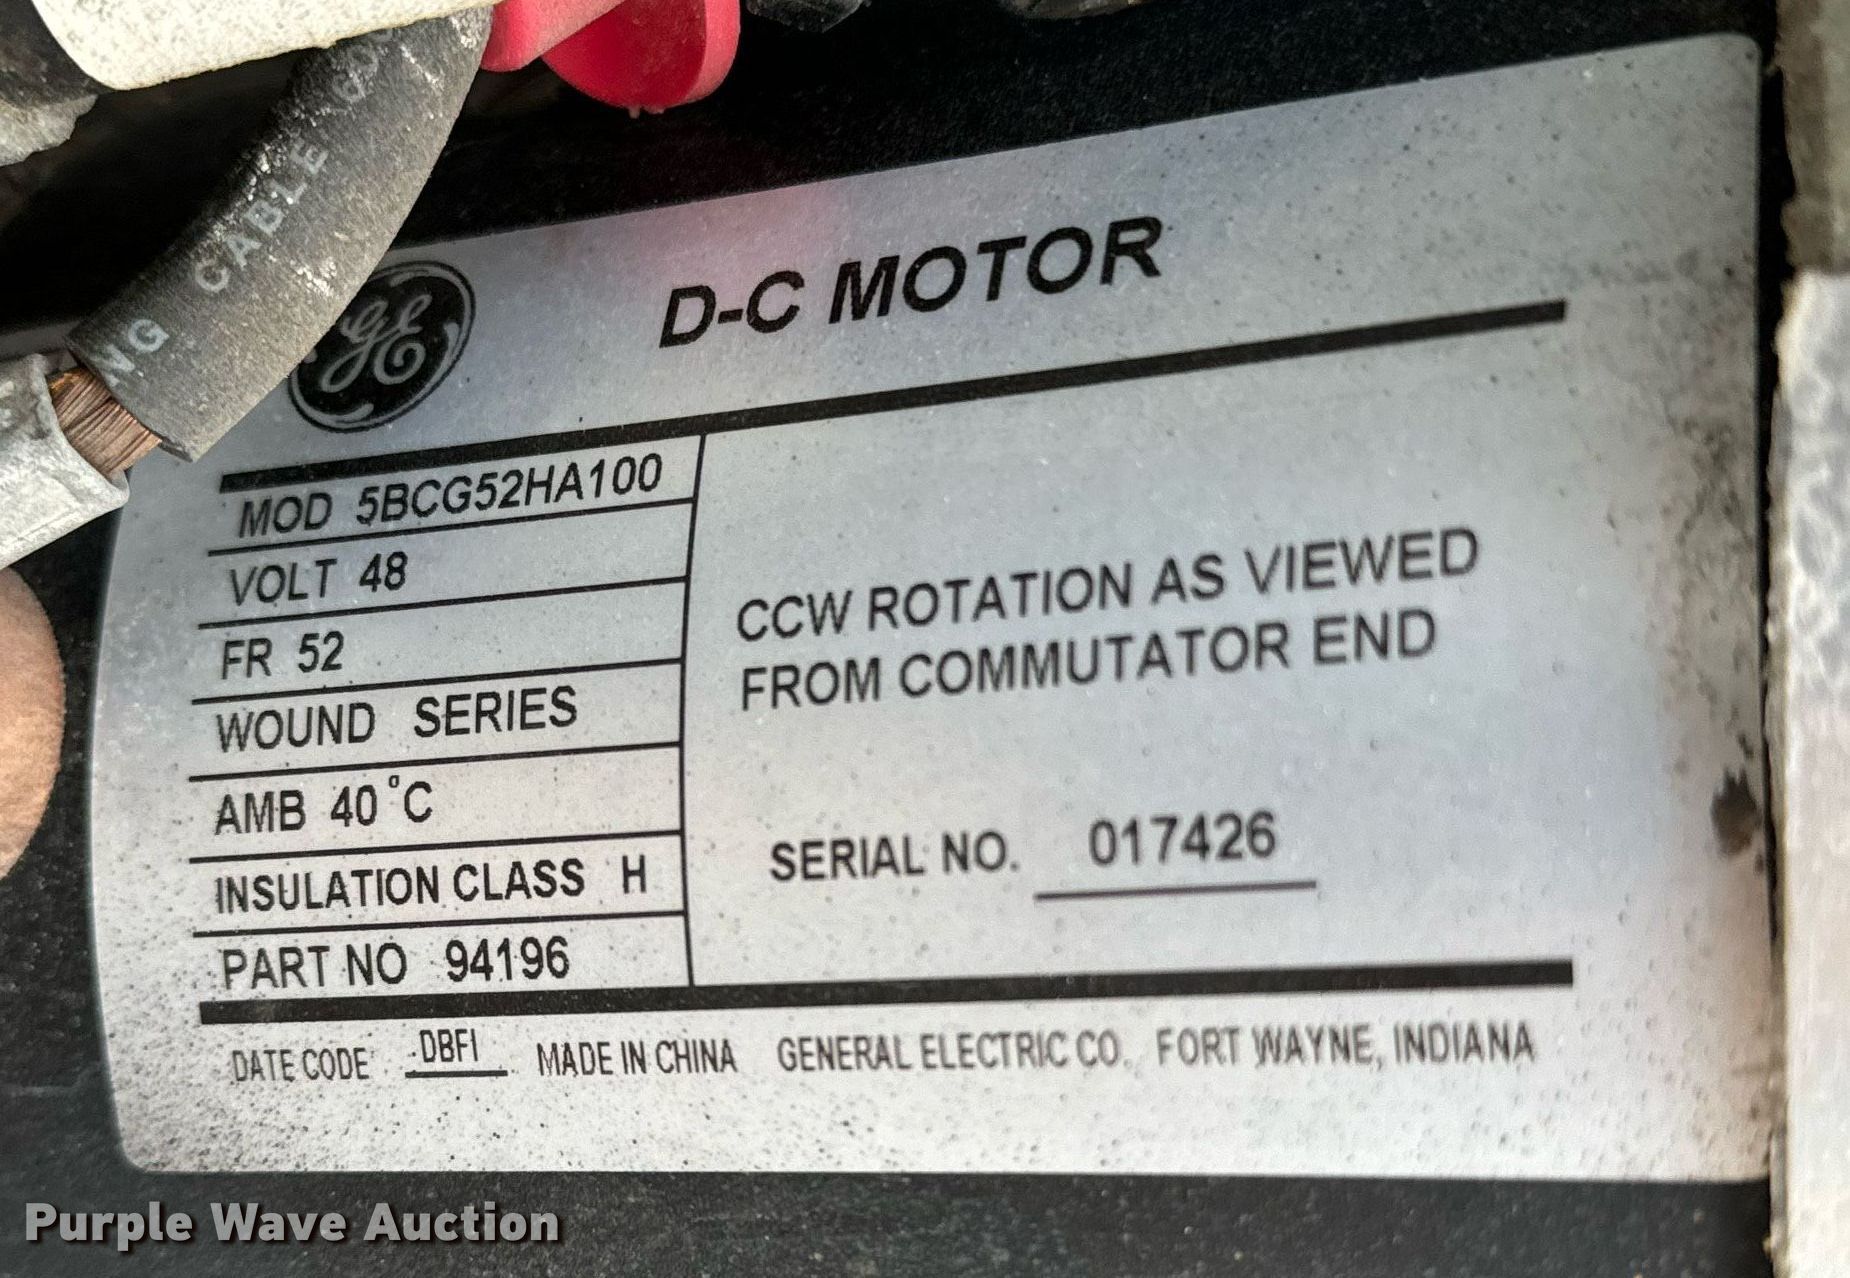 CABLE
NG
GE
D-C MOTOR
MOD 5BCG52HA100
VOLT 48
FR 52
WOUND SERIES
AMB 40°C
INSULATION CLASS H
PART NO 94196
CCW ROTATION AS VIEWED
FROM COMMUTATOR END
SERIAL NO. 017426
DATE CODE DBFI MADE IN CHINA GENERAL ELECTRIC CO. FORT WAYNE, INDIANA
Purple Wave Auction